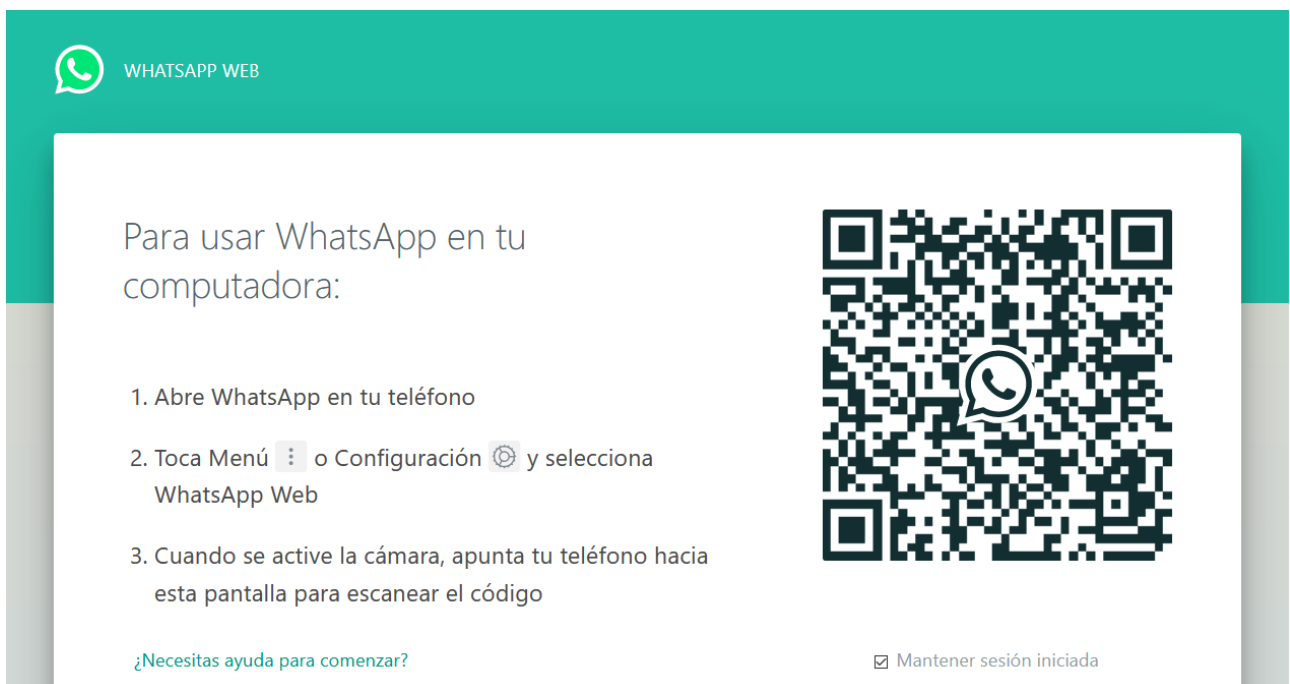 WHATSAPP WEB
Para usar WhatsApp en tu
computadora:
1. Abre WhatsApp en tu teléfono
2. Toca Menú o Configuración y selecciona
WhatsApp Web
3. Cuando se active la cámara, apunta tu teléfono hacia
esta pantalla para escanear el código
¿Necesitas ayuda para comenzar?
Mantener sesión iniciada